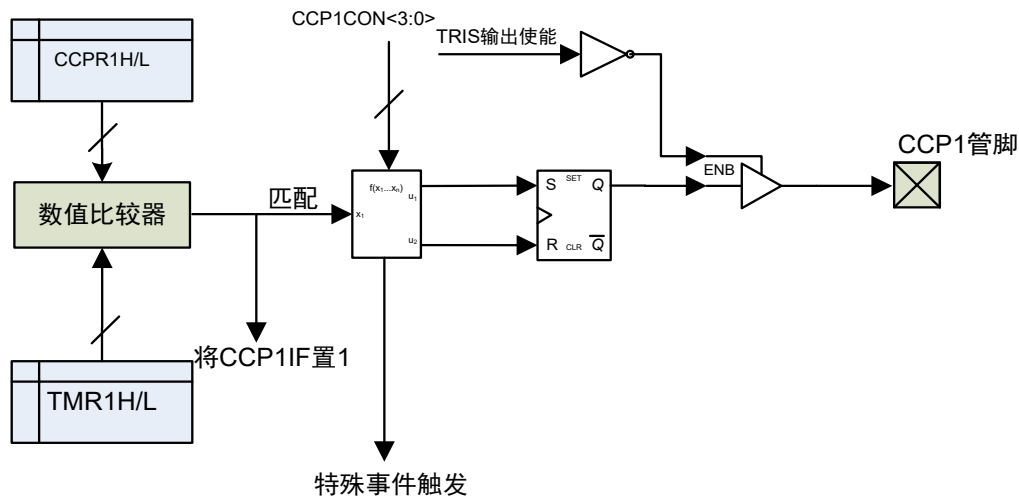 CCP1CON<3:0>
TRIS输出使能
CCPR1H/L
CCP1管脚
ENB
数值比较器
匹配
f(x₁...xₙ)
x₁
u₁
u₂
S SET Q
R CLR Q̅
将CCP1IF置1
TMR1H/L
特殊事件触发